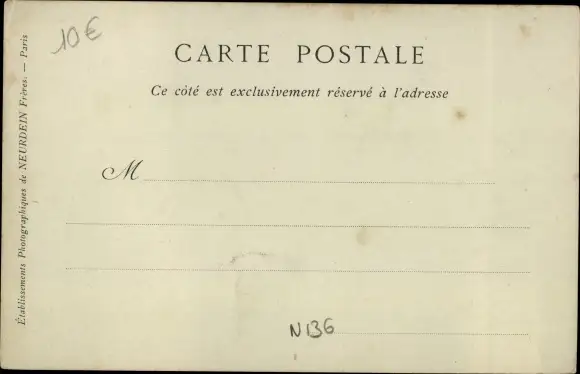 10€
CARTE POSTALE
Ce côté est exclusivement réservé à l'adresse
M
N136
Établissements Photographiques de NEURDEIN Frères. — Paris